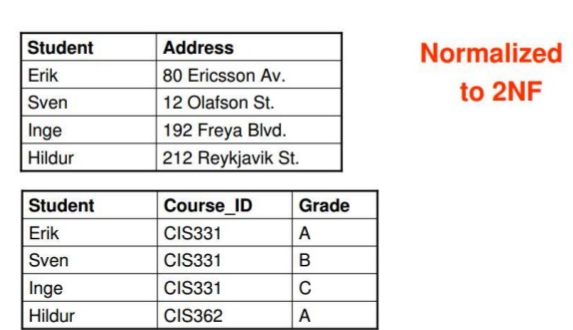 Student Address
Erik 80 Ericsson Av.
Sven 12 Olafson St.
Inge 192 Freya Blvd.
Hildur 212 Reykjavik St.
Normalized
to 2NF
Student Course_ID Grade
Erik CIS331 A
Sven CIS331 B
Inge CIS331 C
Hildur CIS362 A